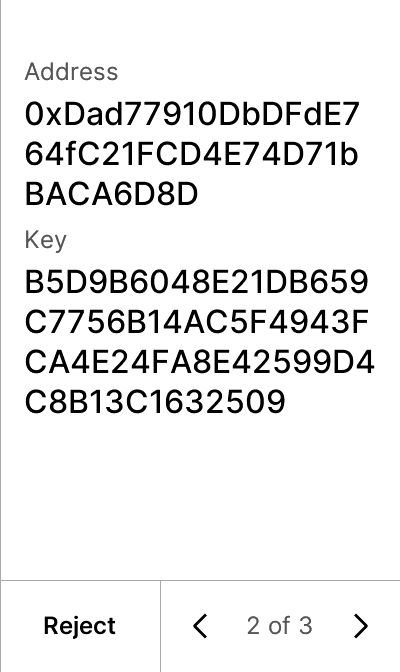 Address
0xDad77910DbDFdE7
64fC21FCD4E74D71b
BACA6D8D
Key
B5D9B6048E21DB659
C7756B14AC5F4943F
CA4E24FA8E42599D4
C8B13C1632509
Reject
2 of 3